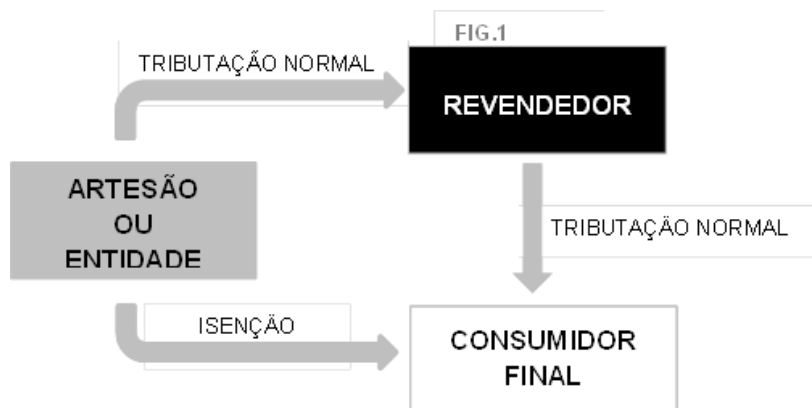 FIG.1
TRIBUTAÇÃO NORMAL
REVENDEDOR
ARTESÃO
OU
ENTIDADE
TRIBUTAÇÃO NORMAL
ISENÇÃO
CONSUMIDOR
FINAL